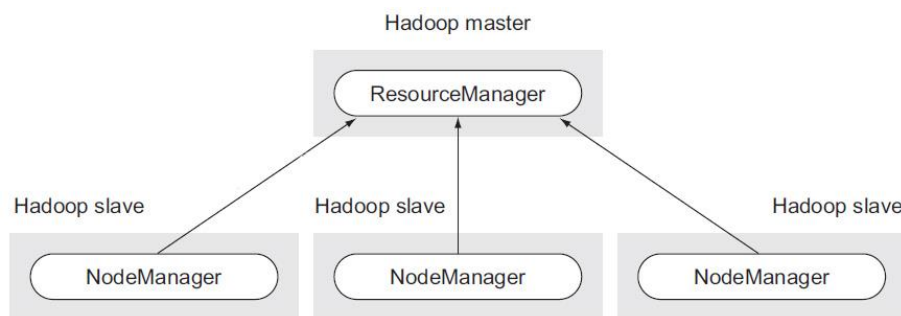 Hadoop master
ResourceManager
Hadoop slave
Hadoop slave
Hadoop slave
NodeManager
NodeManager
NodeManager